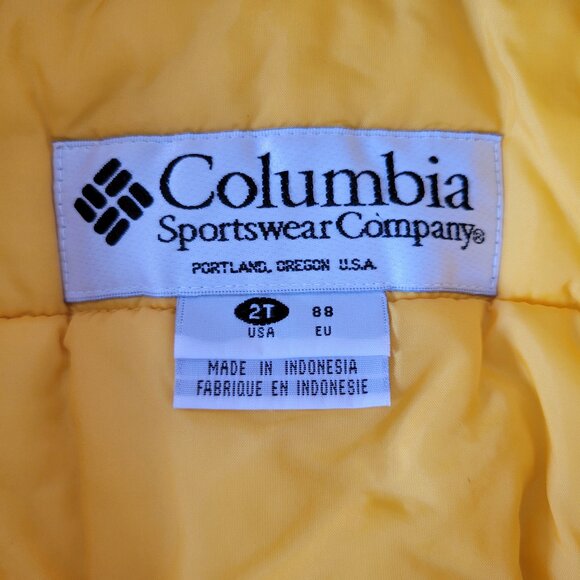 Columbia
Sportswear Company®
PORTLAND, OREGON U.S.A.
2T 88
USA EU
MADE IN INDONESIA
FABRIQUE EN INDONESIE